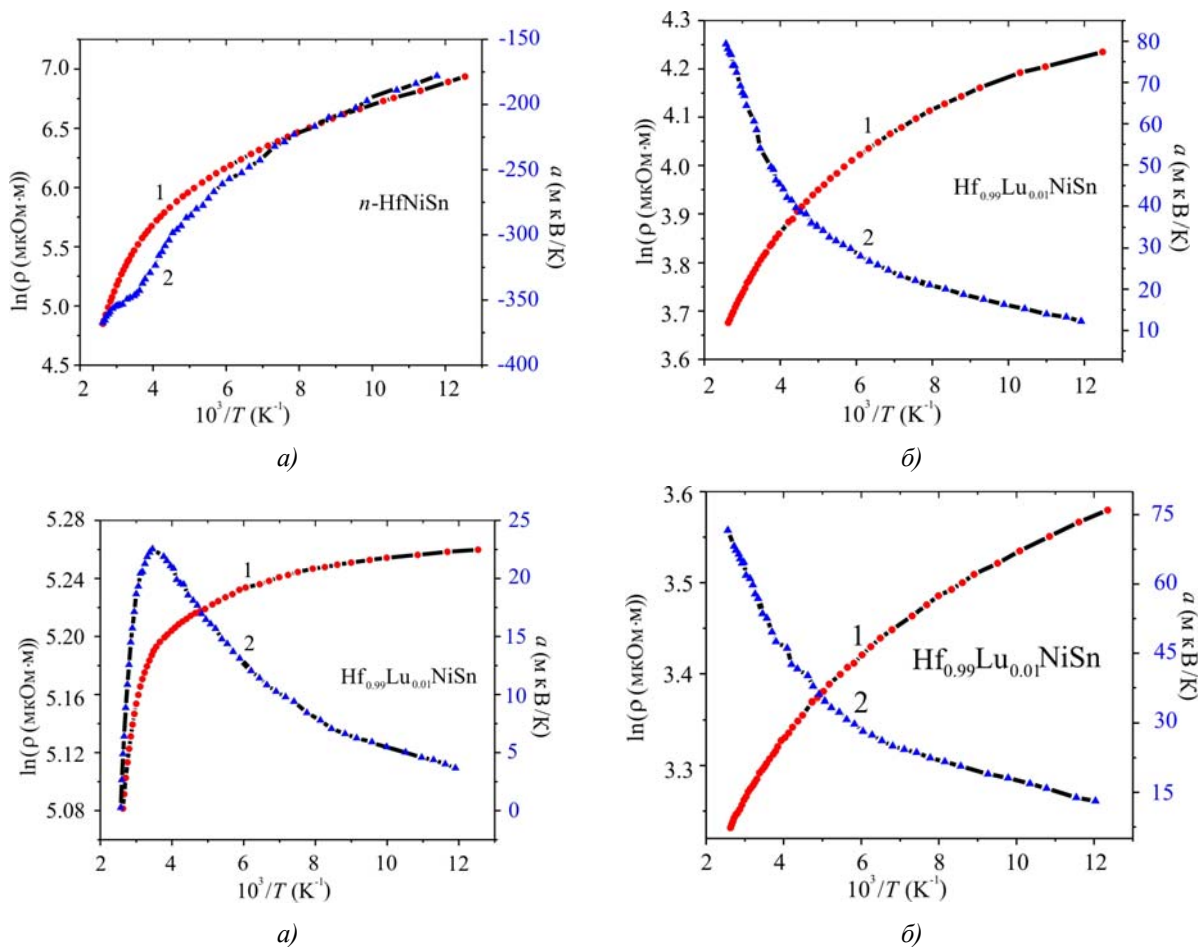 7.0
6.5
6.0
5.5
5.0
4.5
ln(ρ (мкОм·м))
1
2
n-HfNiSn
-150
-200
-250
-300
-350
-400
α (мкВ/К)
4 6 8 10 12
10³/T (K⁻¹)
а)
4.3
4.2
4.1
4.0
3.9
3.8
3.7
3.6
ln(ρ (мкОм·м))
1
2
Hf₀.₉₉Lu₀.₀₁NiSn
80
70
60
50
40
30
20
10
α (мкВ/К)
2 4 6 8 10 12
10³/T (K⁻¹)
б)
5.28
5.24
5.20
5.16
5.12
5.08
ln(ρ (мкОм·м))
1
2
Hf₀.₉₉Lu₀.₀₁NiSn
25
20
15
10
5
0
α (мкВ/К)
2 4 6 8 10 12
10³/T (K⁻¹)
а)
3.6
3.5
3.4
3.3
ln(ρ (мкОм·м))
1
2
Hf₀.₉₉Lu₀.₀₁NiSn
75
60
45
30
15
α (мкВ/К)
2 4 6 8 10 12
10³/T (K⁻¹)
б)